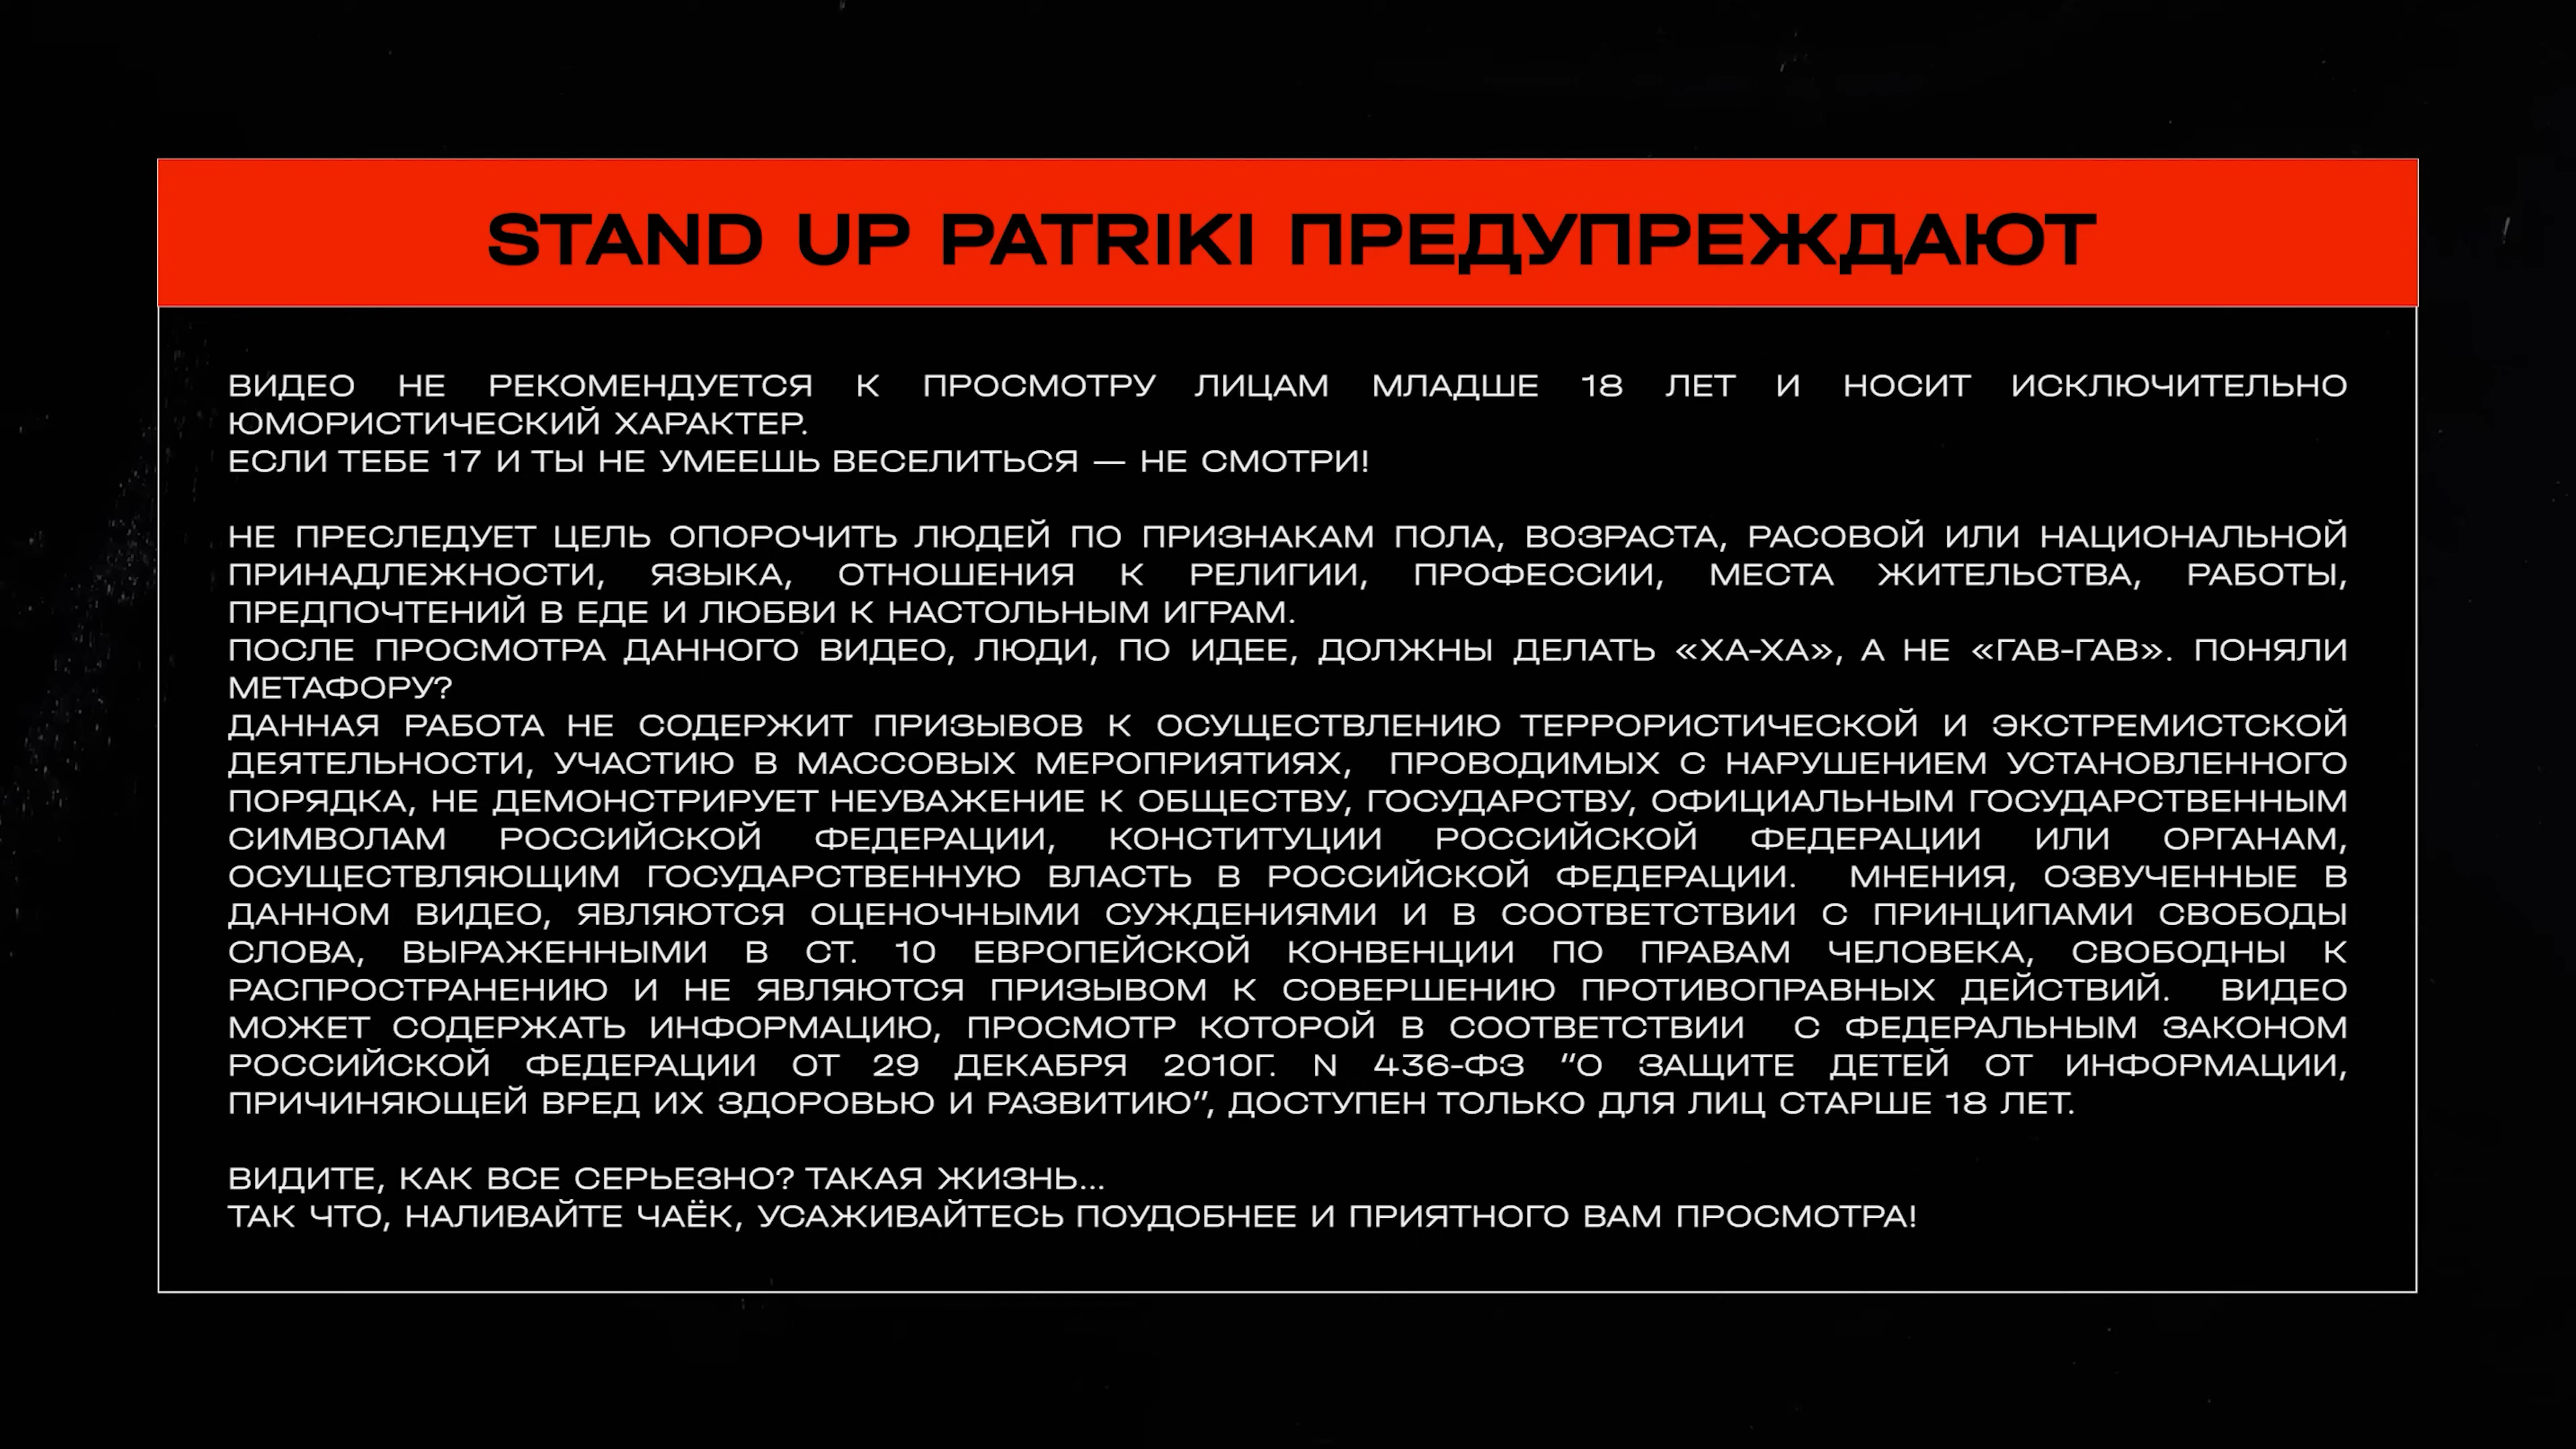 STAND UP PATRIKI ПРЕДУПРЕЖДАЮТ
ВИДЕО НЕ РЕКОМЕНДУЕТСЯ К ПРОСМОТРУ ЛИЦАМ МЛАДШЕ 18 ЛЕТ И НОСИТ ИСКЛЮЧИТЕЛЬНО
ЮМОРИСТИЧЕСКИЙ ХАРАКТЕР.
ЕСЛИ ТЕБЕ 17 И ТЫ НЕ УМЕЕШЬ ВЕСЕЛИТЬСЯ — НЕ СМОТРИ!
НЕ ПРЕСЛЕДУЕТ ЦЕЛЬ ОПОРОЧИТЬ ЛЮДЕЙ ПО ПРИЗНАКАМ ПОЛА, ВОЗРАСТА, РАСОВОЙ ИЛИ НАЦИОНАЛЬНОЙ
ПРИНАДЛЕЖНОСТИ, ЯЗЫКА, ОТНОШЕНИЯ К РЕЛИГИИ, ПРОФЕССИИ, МЕСТА ЖИТЕЛЬСТВА, РАБОТЫ,
ПРЕДПОЧТЕНИЙ В ЕДЕ И ЛЮБВИ К НАСТОЛЬНЫМ ИГРАМ.
ПОСЛЕ ПРОСМОТРА ДАННОГО ВИДЕО, ЛЮДИ, ПО ИДЕЕ, ДОЛЖНЫ ДЕЛАТЬ «ХА-ХА», А НЕ «ГАВ-ГАВ». ПОНЯЛИ
МЕТАФОРУ?
ДАННАЯ РАБОТА НЕ СОДЕРЖИТ ПРИЗЫВОВ К ОСУЩЕСТВЛЕНИЮ ТЕРРОРИСТИЧЕСКОЙ И ЭКСТРЕМИСТСКОЙ
ДЕЯТЕЛЬНОСТИ, УЧАСТИЮ В МАССОВЫХ МЕРОПРИЯТИЯХ, ПРОВОДИМЫХ С НАРУШЕНИЕМ УСТАНОВЛЕННОГО
ПОРЯДКА, НЕ ДЕМОНСТРИРУЕТ НЕУВАЖЕНИЕ К ОБЩЕСТВУ, ГОСУДАРСТВУ, ОФИЦИАЛЬНЫМ ГОСУДАРСТВЕННЫМ
СИМВОЛАМ РОССИЙСКОЙ ФЕДЕРАЦИИ, КОНСТИТУЦИИ РОССИЙСКОЙ ФЕДЕРАЦИИ ИЛИ ОРГАНАМ,
ОСУЩЕСТВЛЯЮЩИМ ГОСУДАРСТВЕННУЮ ВЛАСТЬ В РОССИЙСКОЙ ФЕДЕРАЦИИ. МНЕНИЯ, ОЗВУЧЕННЫЕ В
ДАННОМ ВИДЕО, ЯВЛЯЮТСЯ ОЦЕНОЧНЫМИ СУЖДЕНИЯМИ И В СООТВЕТСТВИИ С ПРИНЦИПАМИ СВОБОДЫ
СЛОВА, ВЫРАЖЕННЫМИ В СТ. 10 ЕВРОПЕЙСКОЙ КОНВЕНЦИИ ПО ПРАВАМ ЧЕЛОВЕКА, СВОБОДНЫ К
РАСПРОСТРАНЕНИЮ И НЕ ЯВЛЯЮТСЯ ПРИЗЫВОМ К СОВЕРШЕНИЮ ПРОТИВОПРАВНЫХ ДЕЙСТВИЙ. ВИДЕО
МОЖЕТ СОДЕРЖАТЬ ИНФОРМАЦИЮ, ПРОСМОТР КОТОРОЙ В СООТВЕТСТВИИ С ФЕДЕРАЛЬНЫМ ЗАКОНОМ
РОССИЙСКОЙ ФЕДЕРАЦИИ ОТ 29 ДЕКАБРЯ 2010Г. N 436-ФЗ “О ЗАЩИТЕ ДЕТЕЙ ОТ ИНФОРМАЦИИ,
ПРИЧИНЯЮЩЕЙ ВРЕД ИХ ЗДОРОВЬЮ И РАЗВИТИЮ”, ДОСТУПЕН ТОЛЬКО ДЛЯ ЛИЦ СТАРШЕ 18 ЛЕТ.
ВИДИТЕ, КАК ВСЕ СЕРЬЕЗНО? ТАКАЯ ЖИЗНЬ...
ТАК ЧТО, НАЛИВАЙТЕ ЧАЁК, УСАЖИВАЙТЕСЬ ПОУДОБНЕЕ И ПРИЯТНОГО ВАМ ПРОСМОТРА!